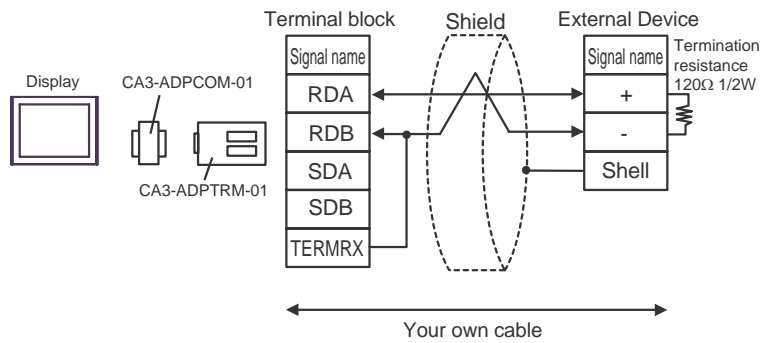 Terminal block
Shield
External Device
Display
CA3-ADPCOM-01
CA3-ADPTRM-01
Signal name
RDA
RDB
SDA
SDB
TERMRX
Signal name
+
-
Shell
Termination
resistance
120Ω 1/2W
Your own cable